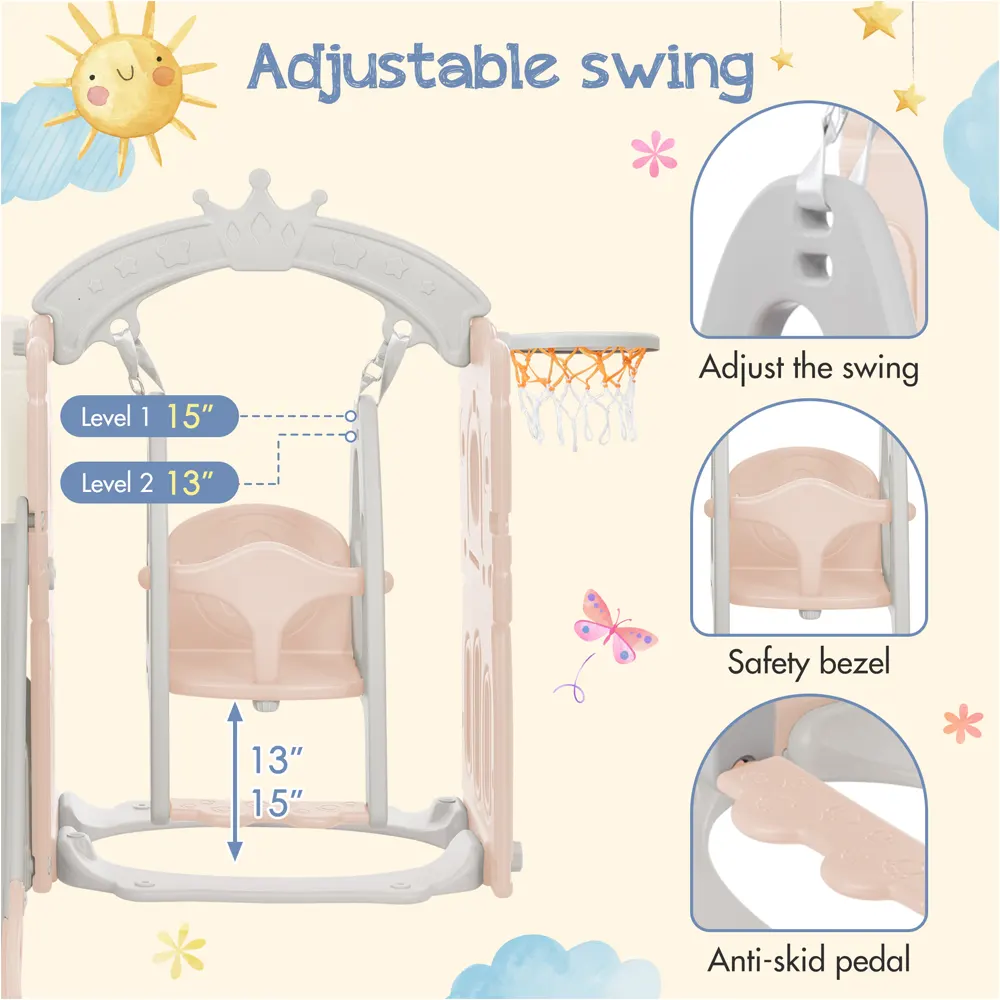 Adjustable swing
Level 1 15”
Level 2 13”
13”
15”
Adjust the swing
Safety bezel
Anti-skid pedal